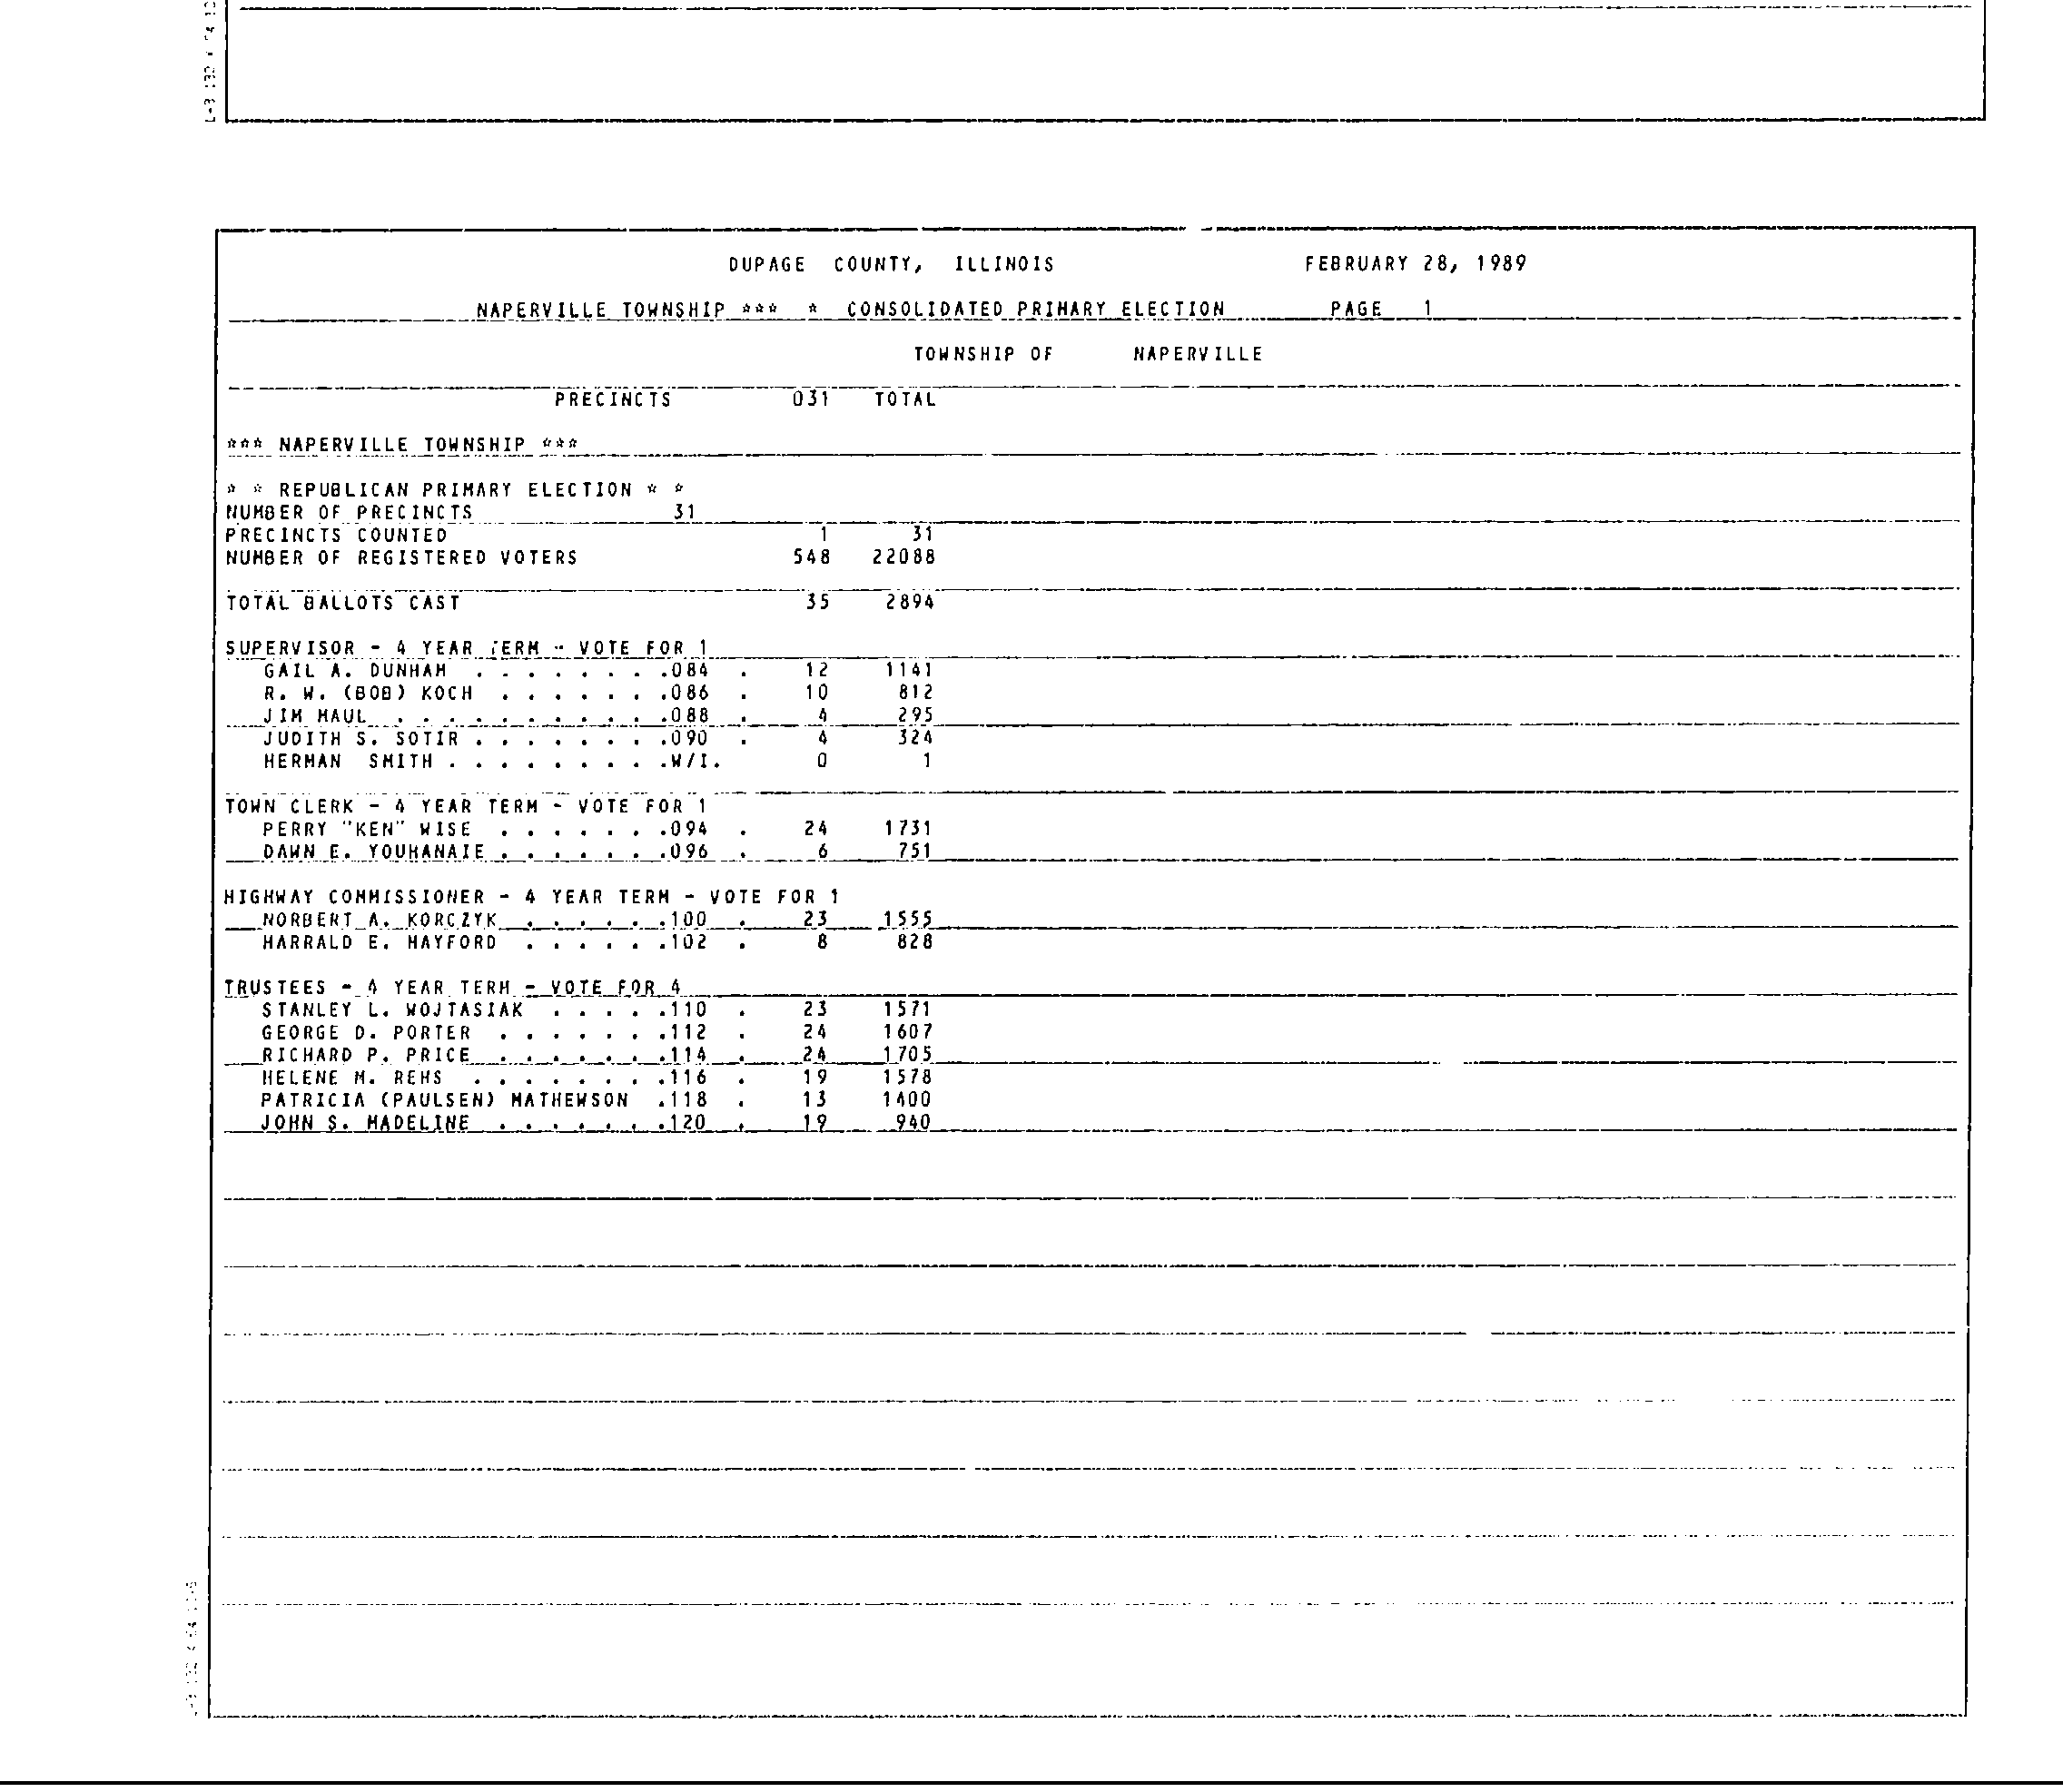 DUPAGE COUNTY, ILLINOIS FEBRUARY 28, 1989
NAPERVILLE TOWNSHIP *** * CONSOLIDATED PRIMARY ELECTION PAGE 1
TOWNSHIP OF NAPERVILLE
PRECINCTS 031 TOTAL
*** NAPERVILLE TOWNSHIP ***
* * REPUBLICAN PRIMARY ELECTION * *
NUMBER OF PRECINCTS 31
PRECINCTS COUNTED 1 31
NUMBER OF REGISTERED VOTERS 548 22088
TOTAL BALLOTS CAST 35 2894
SUPERVISOR - 4 YEAR TERM - VOTE FOR 1
GAIL A. DUNHAM . . . . . . . .084 . 12 1141
R. W. (BOB) KOCH . . . . . . .086 . 10 812
JIM MAUL . . . . . . . . . . .088 . 4 295
JUDITH S. SOTIR . . . . . . . .090 . 4 324
HERMAN SMITH . . . . . . . . .W/I. 0 1
TOWN CLERK - 4 YEAR TERM - VOTE FOR 1
PERRY "KEN" WISE . . . . . . .094 . 24 1731
DAWN E. YOUHANAIE . . . . . . .096 . 6 751
HIGHWAY COMMISSIONER - 4 YEAR TERM - VOTE FOR 1
NORBERT A. KORCZYK . . . . . .100 . 23 1555
HARRALD E. HAYFORD . . . . . .102 . 8 828
TRUSTEES - 4 YEAR TERM - VOTE FOR 4
STANLEY L. WOJTASIAK . . . . .110 . 23 1571
GEORGE D. PORTER . . . . . . .112 . 24 1607
RICHARD P. PRICE . . . . . . .114 . 24 1705
HELENE M. REHS . . . . . . . .116 . 19 1578
PATRICIA (PAULSEN) MATHEWSON .118 . 13 1400
JOHN S. MADELINE . . . . . . .120 . 19 940